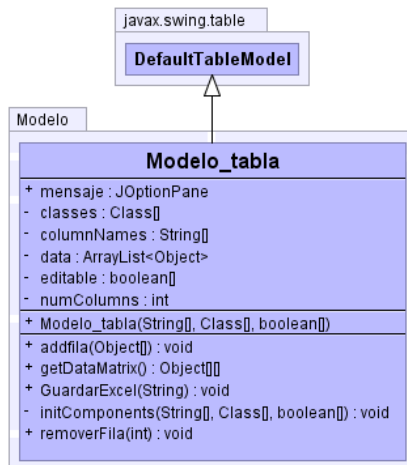 javax.swing.table
DefaultTableModel
Modelo
Modelo_tabla
+ mensaje : JOptionPane
- classes : Class[]
- columnNames : String[]
- data : ArrayList<Object>
- editable : boolean[]
- numColumns : int
+ Modelo_tabla(String[], Class[], boolean[])
+ addfila(Object[]) : void
+ getDataMatrix() : Object[][]
+ GuardarExcel(String) : void
- initComponents(String[], Class[], boolean[]) : void
+ removerFila(int) : void